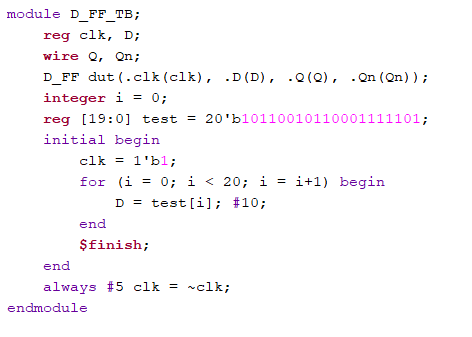 module D_FF_TB;
    reg clk, D;
    wire Q, Qn;
    D_FF dut(.clk(clk), .D(D), .Q(Q), .Qn(Qn));
    integer i = 0;
    reg [19:0] test = 20'b10110010110001111101;
    initial begin
        clk = 1'b1;
        for (i = 0; i < 20; i = i+1) begin
            D = test[i]; #10;
        end
        $finish;
    end
    always #5 clk = ~clk;
endmodule